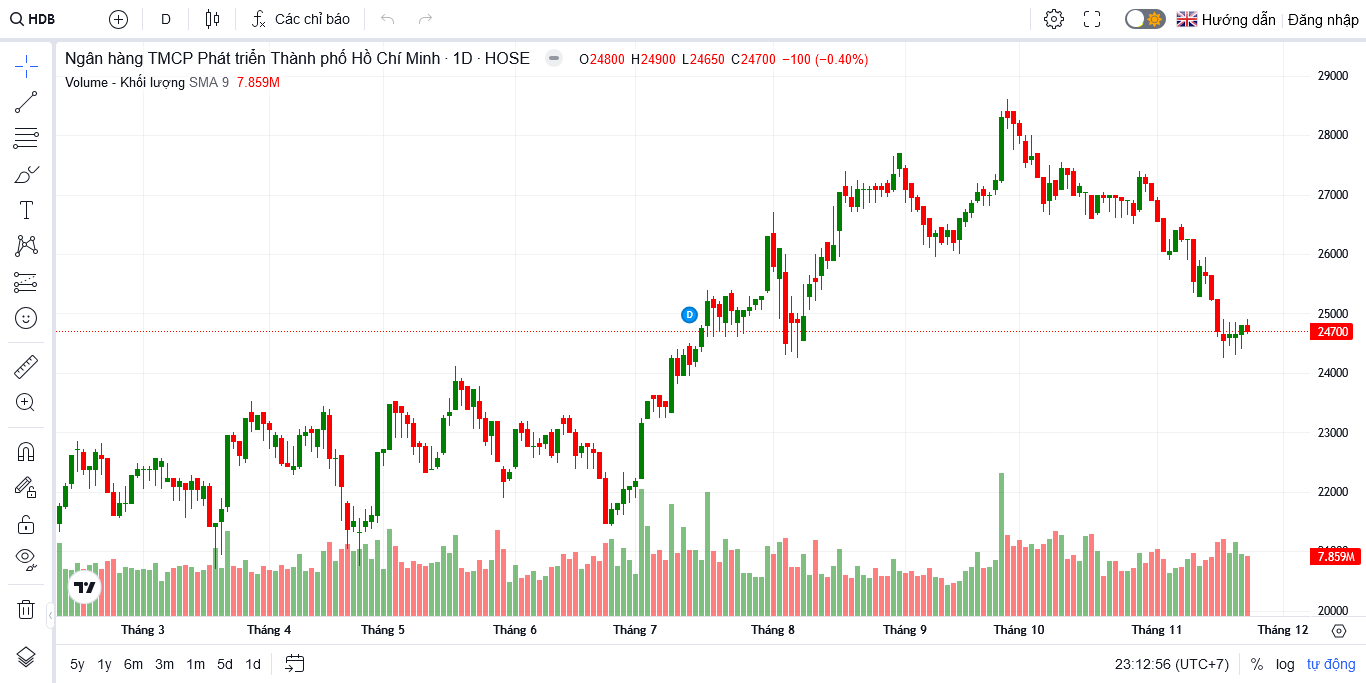 HDB D Các chỉ báo Hướng dẫn Đăng nhập
Ngân hàng TMCP Phát triển Thành phố Hồ Chí Minh · 1D · HOSE O24800 H24900 L24650 C24700 −100 (−0.40%)
Volume - Khối lượng SMA 9 7.859M
29000
28000
27000
26000
25000
24700
24000
23000
22000
7.859M
20000
D
Tháng 3 Tháng 4 Tháng 5 Tháng 6 Tháng 7 Tháng 8 Tháng 9 Tháng 10 Tháng 11 Tháng 12
5y 1y 6m 3m 1m 5d 1d 23:12:56 (UTC+7) % log tự động